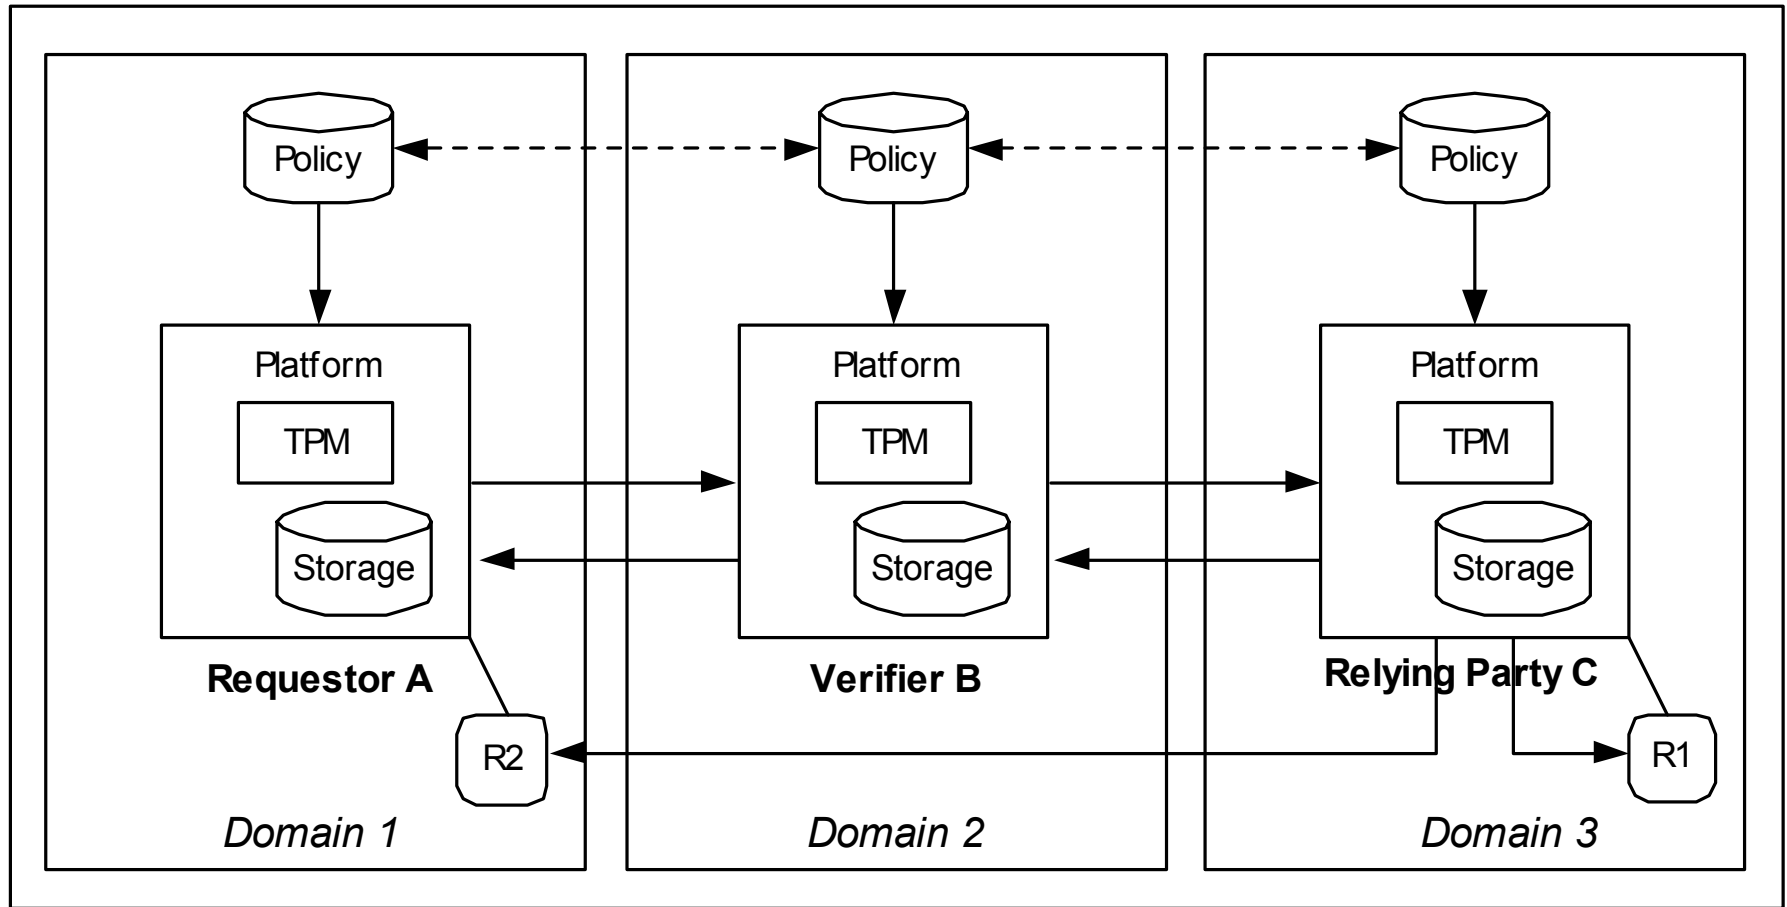 Policy
Policy
Policy
Platform
Platform
Platform
TPM
TPM
TPM
Storage
Storage
Storage
Requestor A
Verifier B
Relying Party C
R2
R1
Domain 1
Domain 2
Domain 3